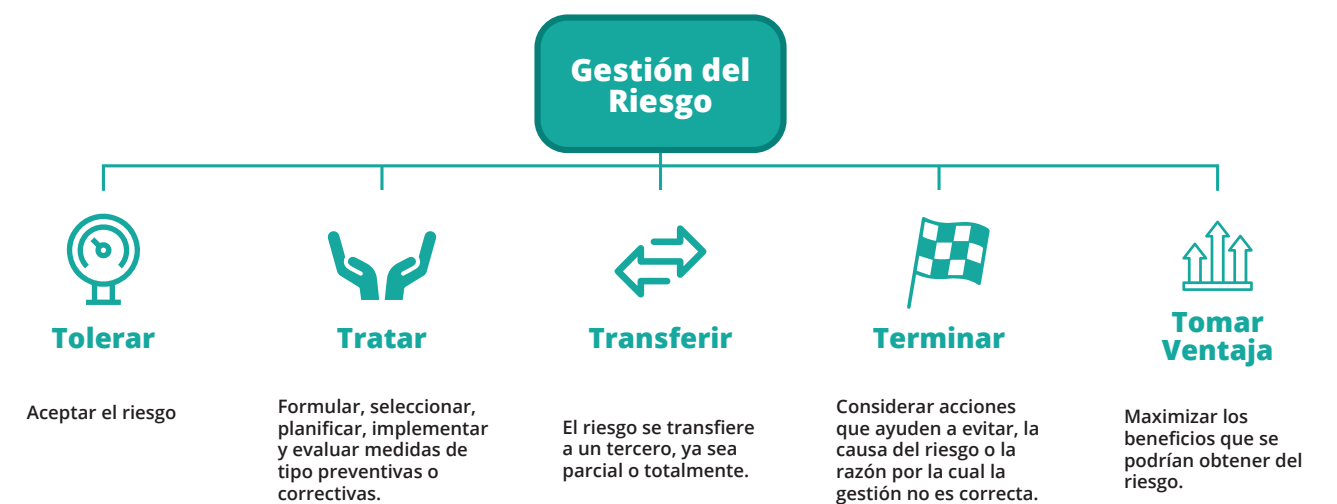 Gestión del
Riesgo
Tolerar
Aceptar el riesgo
Tratar
Formular, seleccionar,
planificar, implementar
y evaluar medidas de
tipo preventivas o
correctivas.
Transferir
El riesgo se transfiere
a un tercero, ya sea
parcial o totalmente.
Terminar
Considerar acciones
que ayuden a evitar, la
causa del riesgo o la
razón por la cual la
gestión no es correcta.
Tomar
Ventaja
Maximizar los
beneficios que se
podrían obtener del
riesgo.